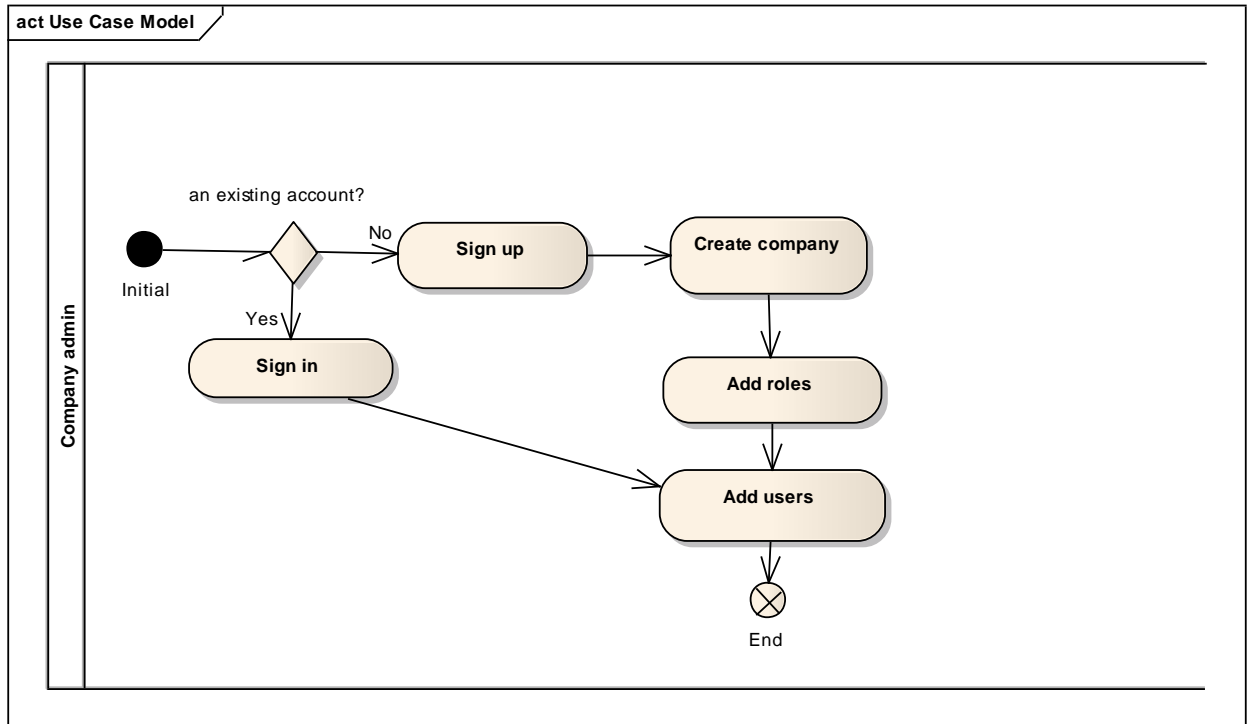 act Use Case Model
Company admin
an existing account?
Initial
No
Yes
Sign up
Create company
Sign in
Add roles
Add users
End